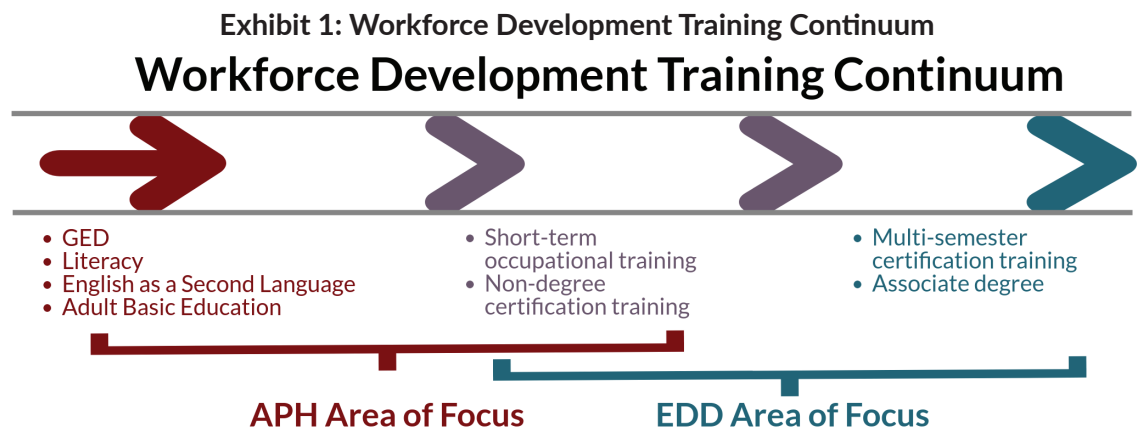 Exhibit 1: Workforce Development Training Continuum
Workforce Development Training Continuum
• GED
• Literacy
• English as a Second Language
• Adult Basic Education
• Short-term
occupational training
• Non-degree
certification training
• Multi-semester
certification training
• Associate degree
APH Area of Focus
EDD Area of Focus